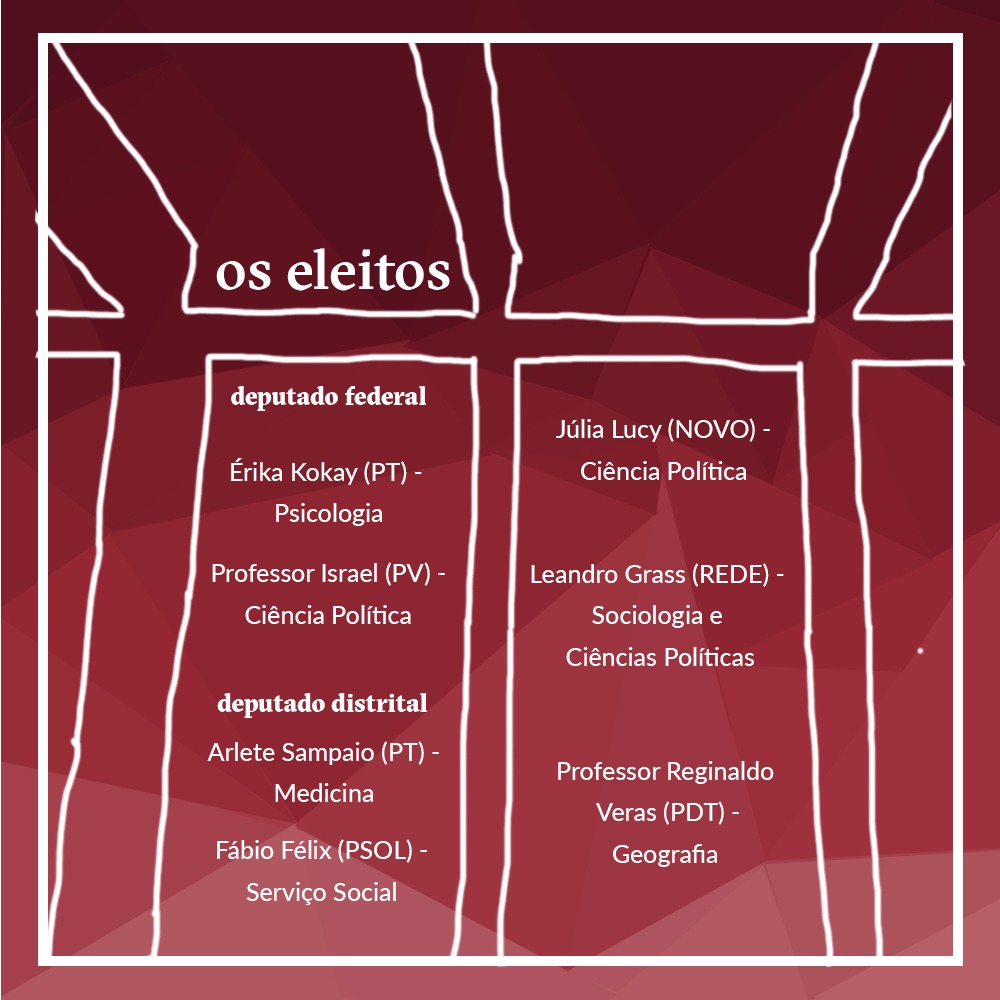 os eleitos
deputado federal
Érika Kokay (PT) -
Psicologia
Professor Israel (PV) -
Ciência Política
deputado distrital
Arlete Sampaio (PT) -
Medicina
Fábio Félix (PSOL) -
Serviço Social
Júlia Lucy (NOVO) -
Ciência Política
Leandro Grass (REDE) -
Sociologia e
Ciências Políticas
Professor Reginaldo
Veras (PDT) -
Geografia